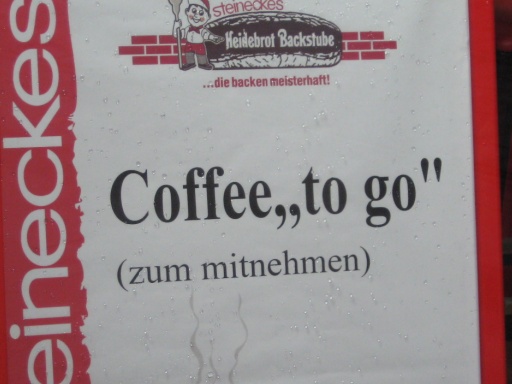 steineckes
Heidebrot Backstube
...die backen meisterhaft!
Coffee„to go"
(zum mitnehmen)
eineckes